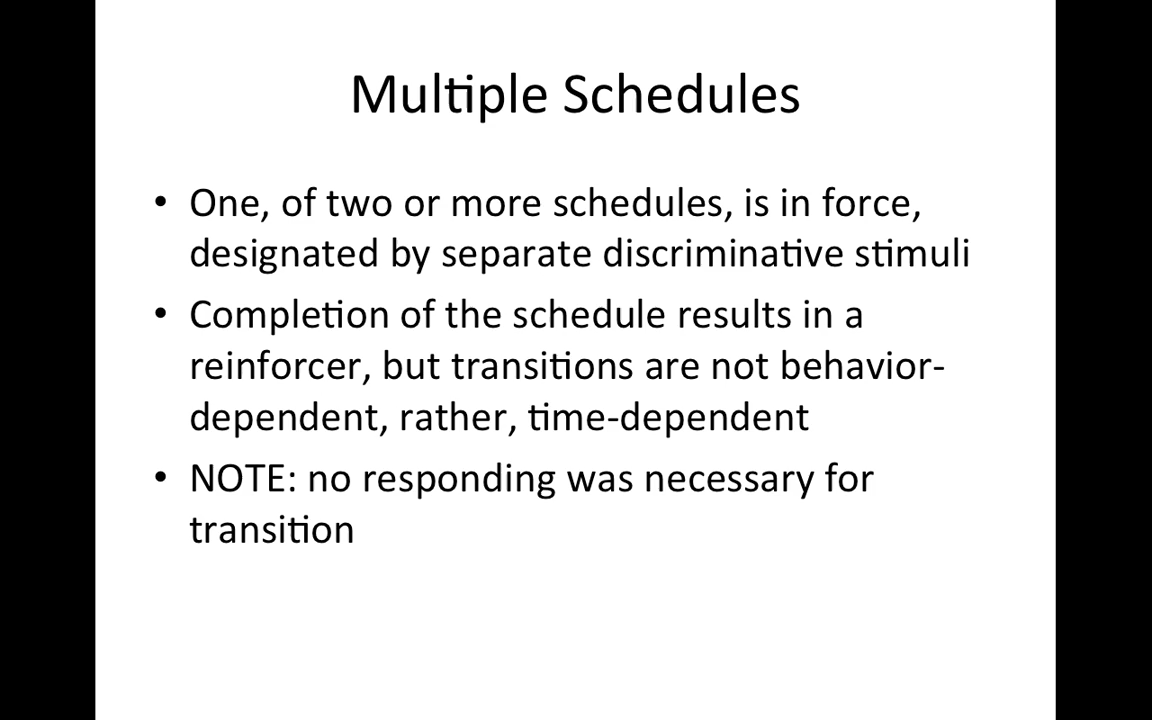 Multiple Schedules
• One, of two or more schedules, is in force,
designated by separate discriminative stimuli
• Completion of the schedule results in a
reinforcer, but transitions are not behavior-
dependent, rather, time-dependent
• NOTE: no responding was necessary for
transition